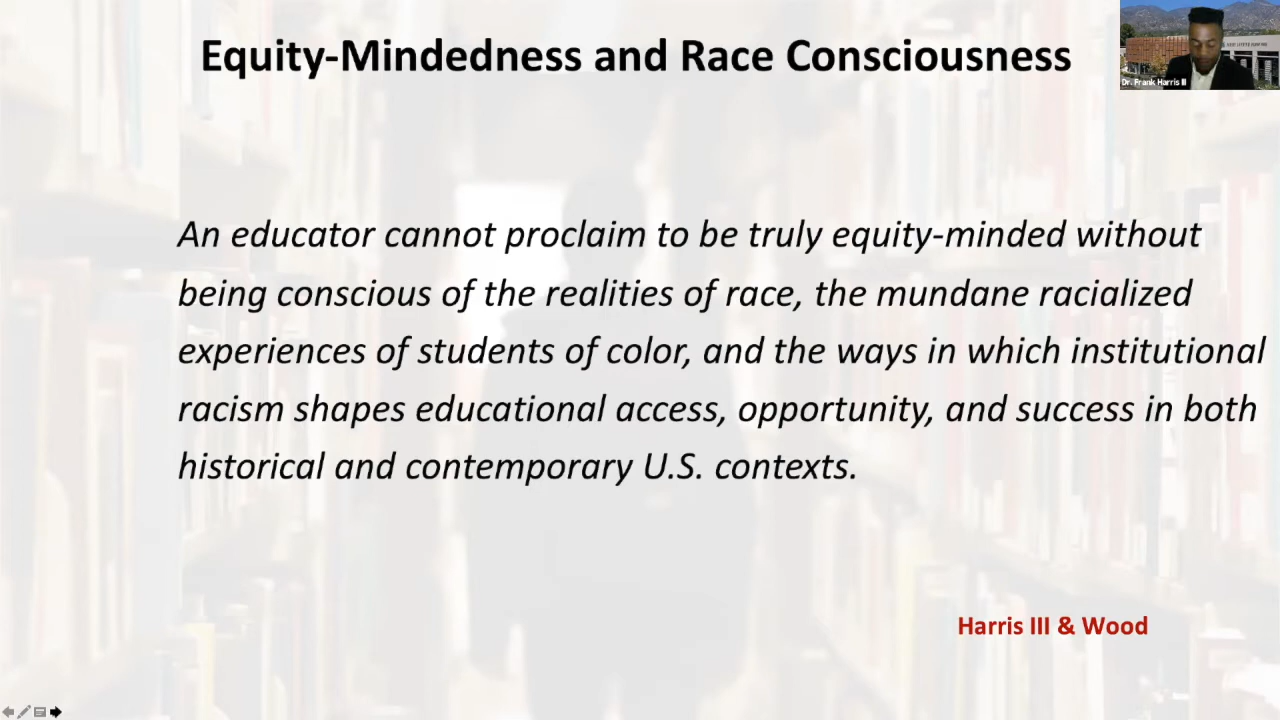 Equity-Mindedness and Race Consciousness
Dr. Frank Harris III
An educator cannot proclaim to be truly equity-minded without
being conscious of the realities of race, the mundane racialized
experiences of students of color, and the ways in which institutional
racism shapes educational access, opportunity, and success in both
historical and contemporary U.S. contexts.
Harris III & Wood